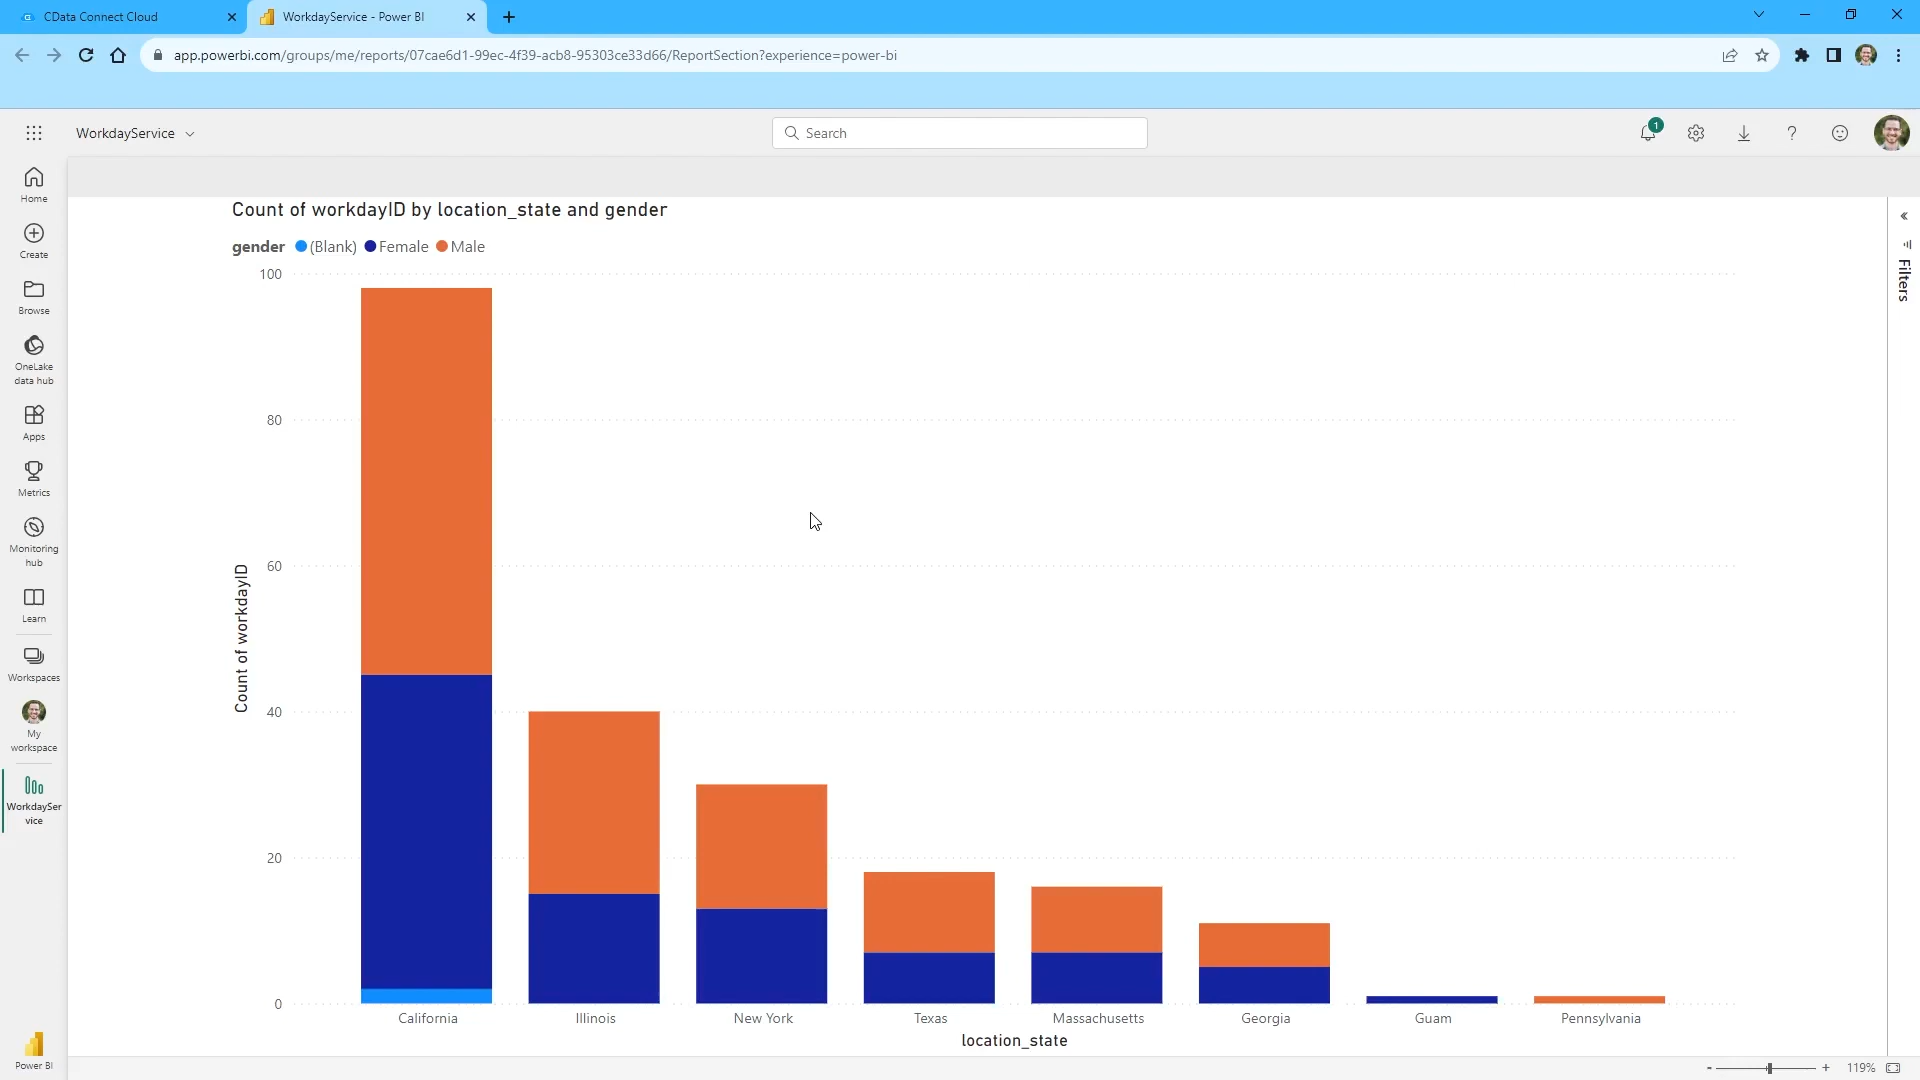 CData Connect Cloud
WorkdayService - Power BI
app.powerbi.com/groups/me/reports/07cae6d1-99ec-4f39-acb8-95303ce33d66/ReportSection?experience=power-bi
WorkdayService
Search
1
Home
Create
Browse
OneLake
data hub
Apps
Metrics
Monitoring
hub
Learn
Workspaces
My
workspace
WorkdaySer
vice
Power BI
Count of workdayID by location_state and gender
gender (Blank) Female Male
100
80
60
40
20
0
Count of workdayID
California Illinois New York Texas Massachusetts Georgia Guam Pennsylvania
location_state
Filters
- + 119%